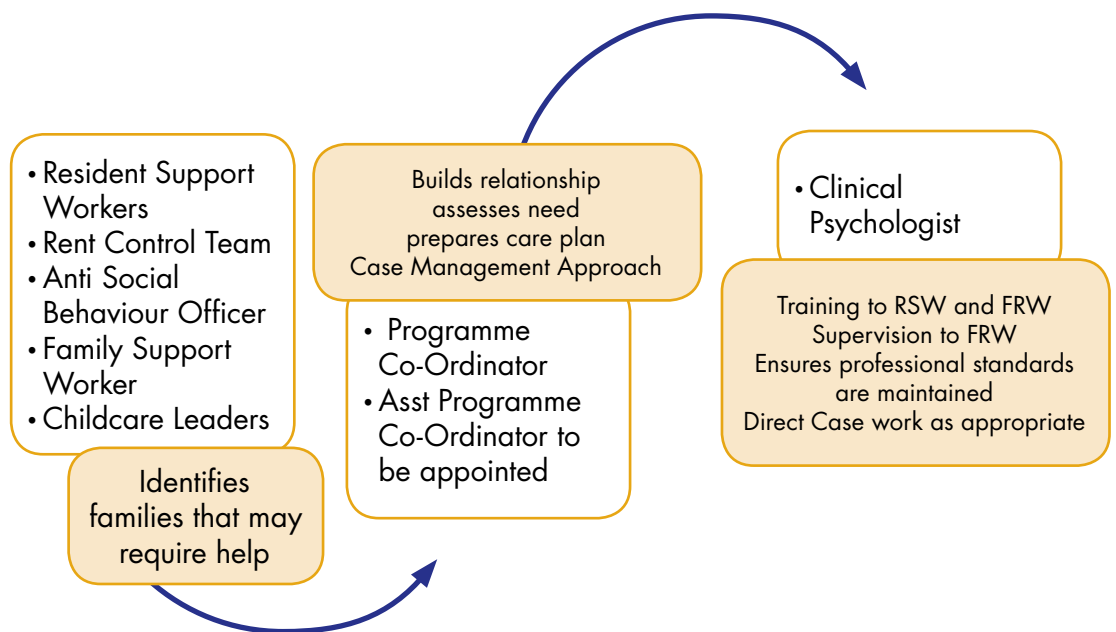 • Resident Support
Workers
• Rent Control Team
• Anti Social
Behaviour Officer
• Family Support
Worker
• Childcare Leaders
Identifies
families that may
require help
Builds relationship
assesses need
prepares care plan
Case Management Approach
• Programme
Co-Ordinator
• Asst Programme
Co-Ordinator to
be appointed
• Clinical
Psychologist
Training to RSW and FRW
Supervision to FRW
Ensures professional standards
are maintained
Direct Case work as appropriate